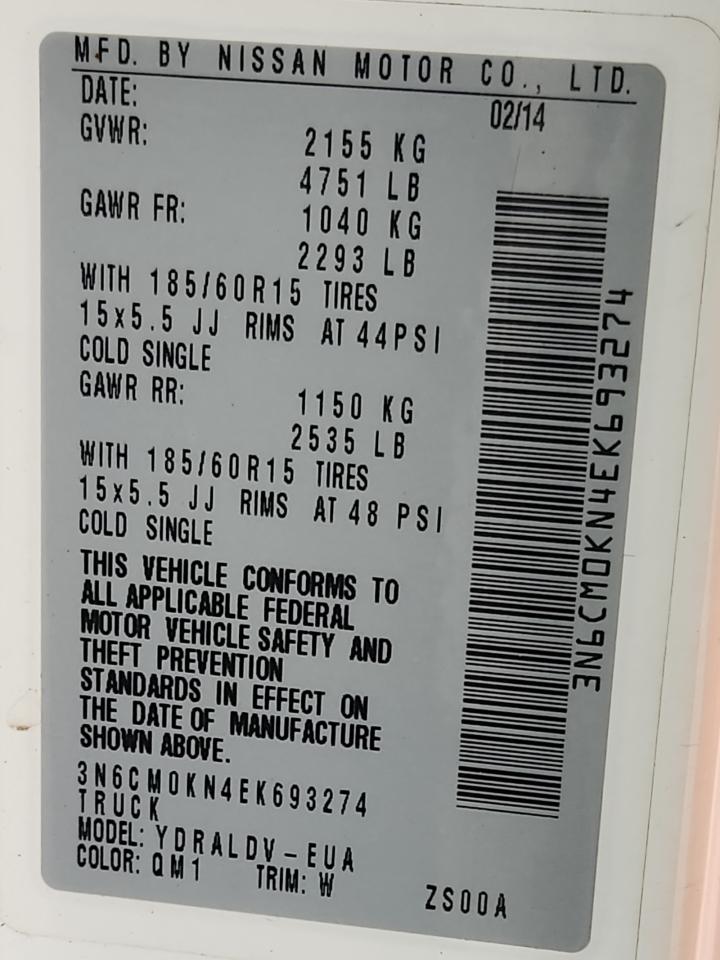 MFD. BY NISSAN MOTOR CO., LTD.
DATE: 02/14
GVWR: 2155 KG
4751 LB
GAWR FR: 1040 KG
2293 LB
WITH 185/60R15 TIRES
15x5.5 JJ RIMS AT 44PSI
COLD SINGLE
GAWR RR: 1150 KG
2535 LB
WITH 185/60R15 TIRES
15x5.5 JJ RIMS AT 48 PSI
COLD SINGLE
THIS VEHICLE CONFORMS TO
ALL APPLICABLE FEDERAL
MOTOR VEHICLE SAFETY AND
THEFT PREVENTION
STANDARDS IN EFFECT ON
THE DATE OF MANUFACTURE
SHOWN ABOVE.
3N6CM0KN4EK693274
TRUCK
MODEL: YDRALDV-EUA
COLOR: QM1 TRIM: W ZS00A
3N6CM0KN4EK693274